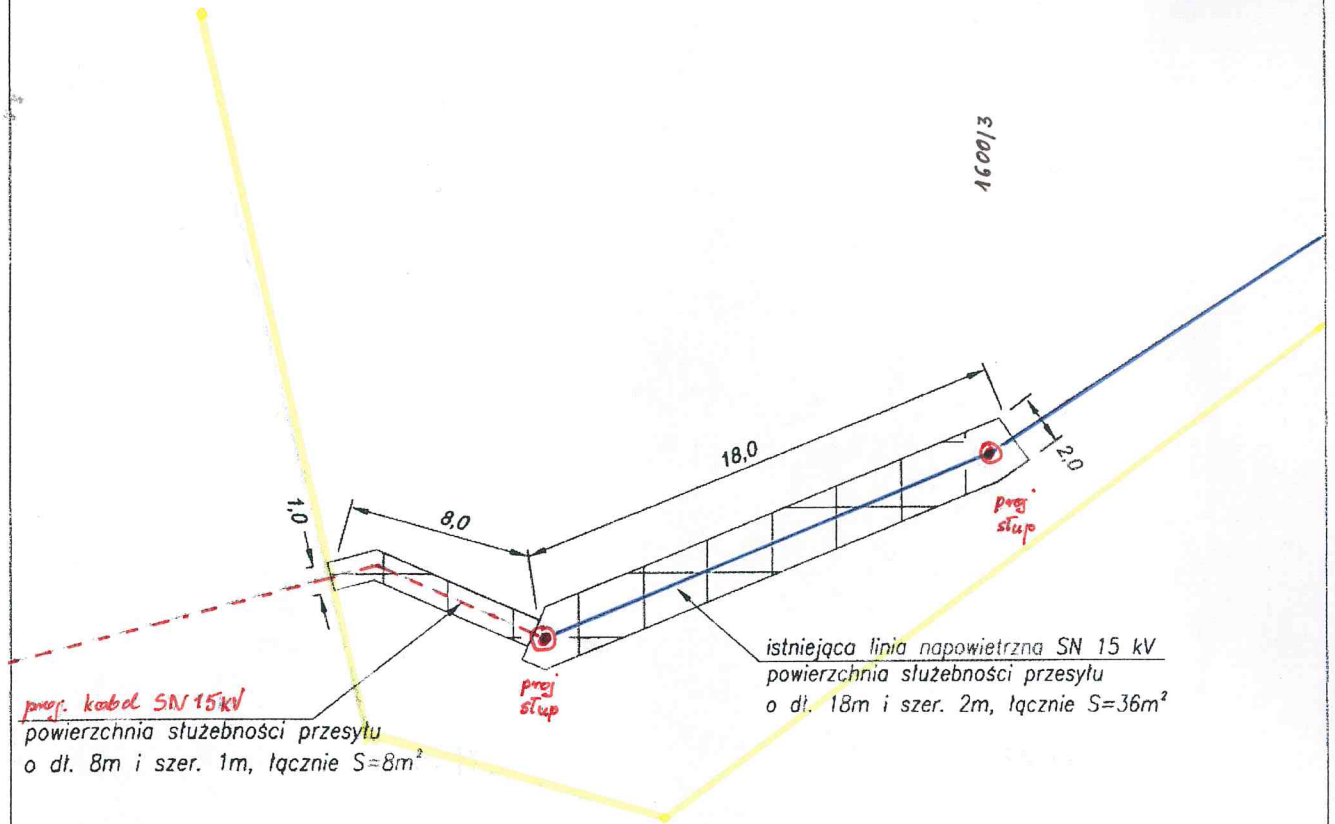 1600/3
18,0
2,0
8,0
1,0
proj
słup
proj
słup
istniejąca linia napowietrzna SN 15 kV
powierzchnia służebności przesyłu
o dł. 18m i szer. 2m, łącznie S=36m²
proj. kabel SN 15kV
powierzchnia służebności przesyłu
o dł. 8m i szer. 1m, łącznie S=8m²